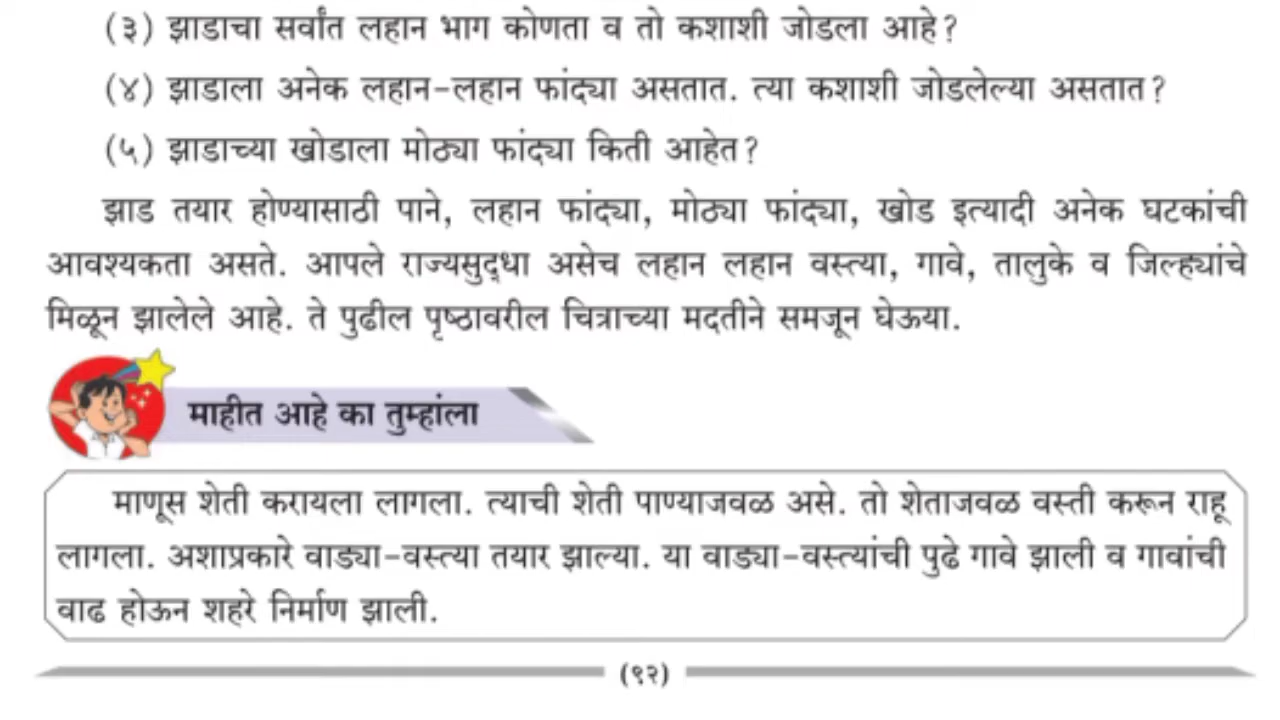 (३) झाडाचा सर्वांत लहान भाग कोणता व तो कशाशी जोडला आहे?
(४) झाडाला अनेक लहान-लहान फांद्या असतात. त्या कशाशी जोडलेल्या असतात?
(५) झाडाच्या खोडाला मोठ्या फांद्या किती आहेत?
झाड तयार होण्यासाठी पाने, लहान फांद्या, मोठ्या फांद्या, खोड इत्यादी अनेक घटकांची
आवश्यकता असते. आपले राज्यसुद्धा असेच लहान लहान वस्त्या, गावे, तालुके व जिल्ह्यांचे
मिळून झालेले आहे. ते पुढील पृष्ठावरील चित्राच्या मदतीने समजून घेऊया.
माहीत आहे का तुम्हांला
माणूस शेती करायला लागला. त्याची शेती पाण्याजवळ असे. तो शेताजवळ वस्ती करून राहू
लागला. अशाप्रकारे वाड्या-वस्त्या तयार झाल्या. या वाड्या-वस्त्यांची पुढे गावे झाली व गावांची
वाढ होऊन शहरे निर्माण झाली.
(९२)